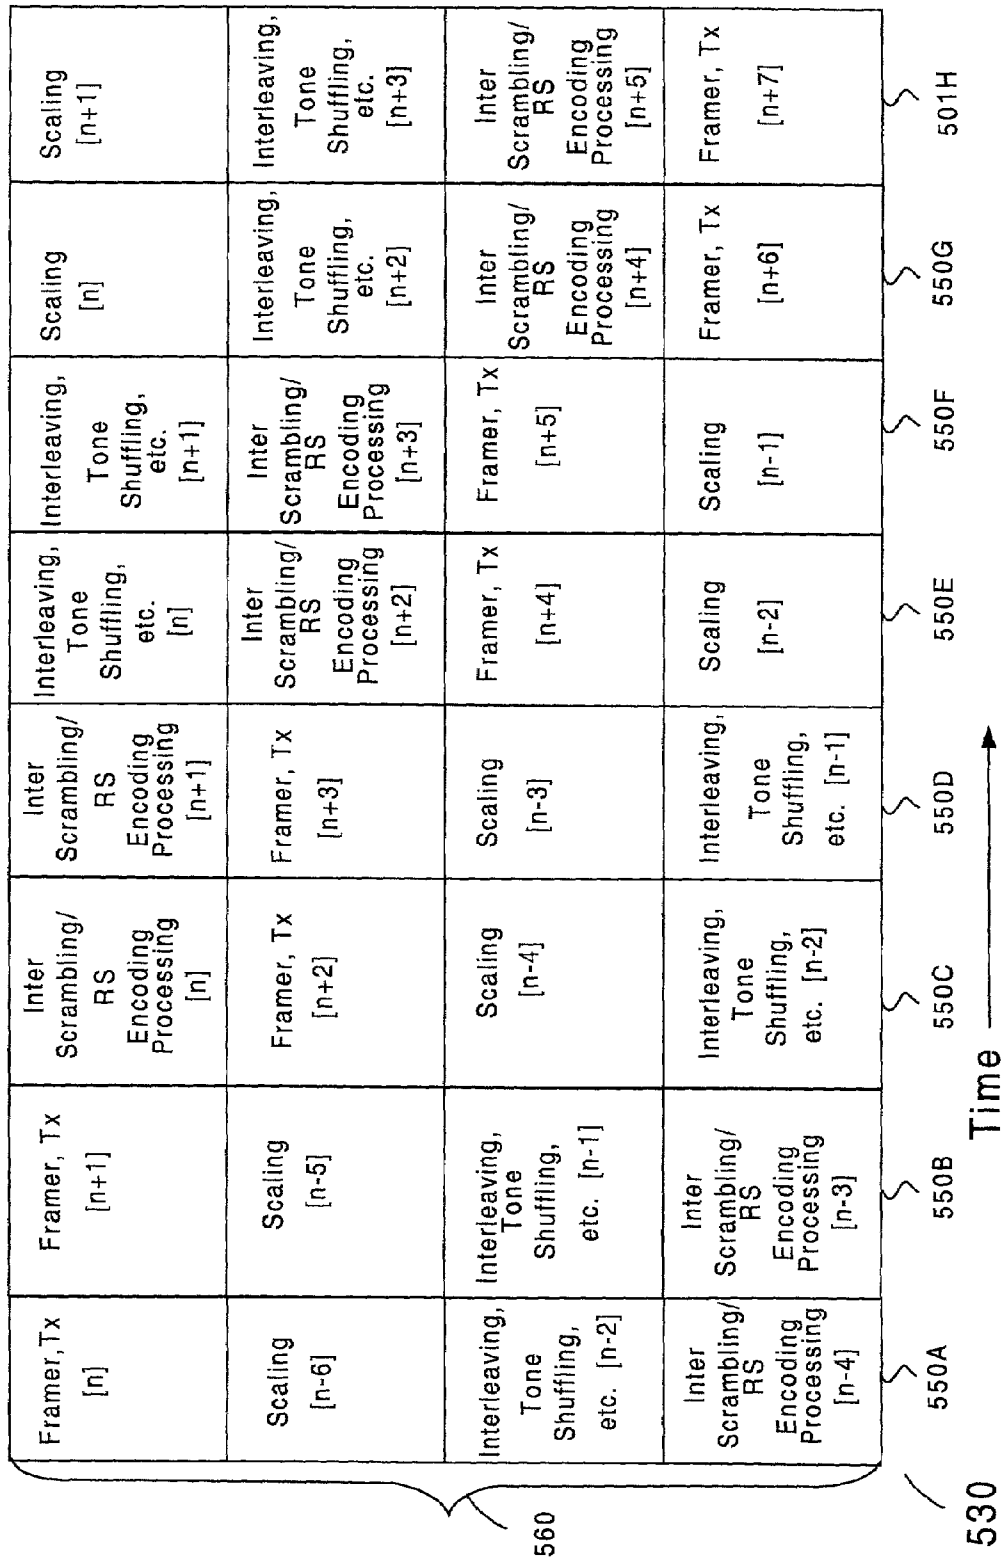 Framer, Tx
[n]
Framer, Tx
[n+1]
Inter
Scrambling/
RS
Encoding
Processing
[n]
Inter
Scrambling/
RS
Encoding
Processing
[n+1]
Interleaving,
Tone
Shuffling,
etc.
[n]
Interleaving,
Tone
Shuffling,
etc.
[n+1]
Scaling
[n]
Scaling
[n+1]
Scaling
[n-6]
Scaling
[n-5]
Framer, Tx
[n+2]
Framer, Tx
[n+3]
Inter
Scrambling/
RS
Encoding
Processing
[n+2]
Inter
Scrambling/
RS
Encoding
Processing
[n+3]
Interleaving,
Tone
Shuffling,
etc.
[n+2]
Interleaving,
Tone
Shuffling,
etc.
[n+3]
Interleaving,
Tone
Shuffling,
etc. [n-2]
Interleaving,
Tone
Shuffling,
etc. [n-1]
Scaling
[n-4]
Scaling
[n-3]
Framer, Tx
[n+4]
Framer, Tx
[n+5]
Inter
Scrambling/
RS
Encoding
Processing
[n+4]
Inter
Scrambling/
RS
Encoding
Processing
[n+5]
Inter
Scrambling/
RS
Encoding
Processing
[n-4]
Inter
Scrambling/
RS
Encoding
Processing
[n-3]
Interleaving,
Tone
Shuffling,
etc. [n-2]
Interleaving,
Tone
Shuffling,
etc. [n-1]
Scaling
[n-2]
Scaling
[n-1]
Framer, Tx
[n+6]
Framer, Tx
[n+7]
560
550A
550B
550C
550D
550E
550F
550G
501H
530
Time